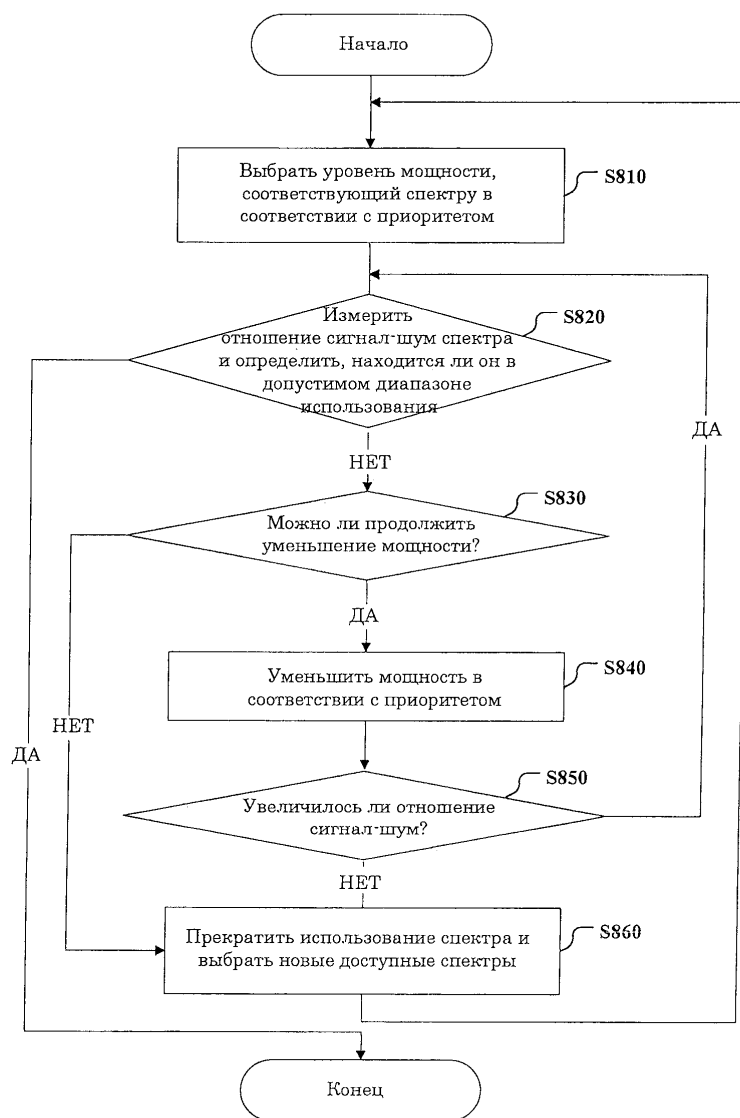 Начало
Выбрать уровень мощности,
соответствующий спектру в
соответствии с приоритетом
S810
Измерить
отношение сигнал-шум спектра
и определить, находится ли он в
допустимом диапазоне
использования
S820
ДА
НЕТ
S830
Можно ли продолжить
уменьшение мощности?
ДА
Уменьшить мощность в
соответствии с приоритетом
S840
НЕТ
ДА
S850
Увеличилось ли отношение
сигнал-шум?
НЕТ
Прекратить использование спектра и
выбрать новые доступные спектры
S860
Конец